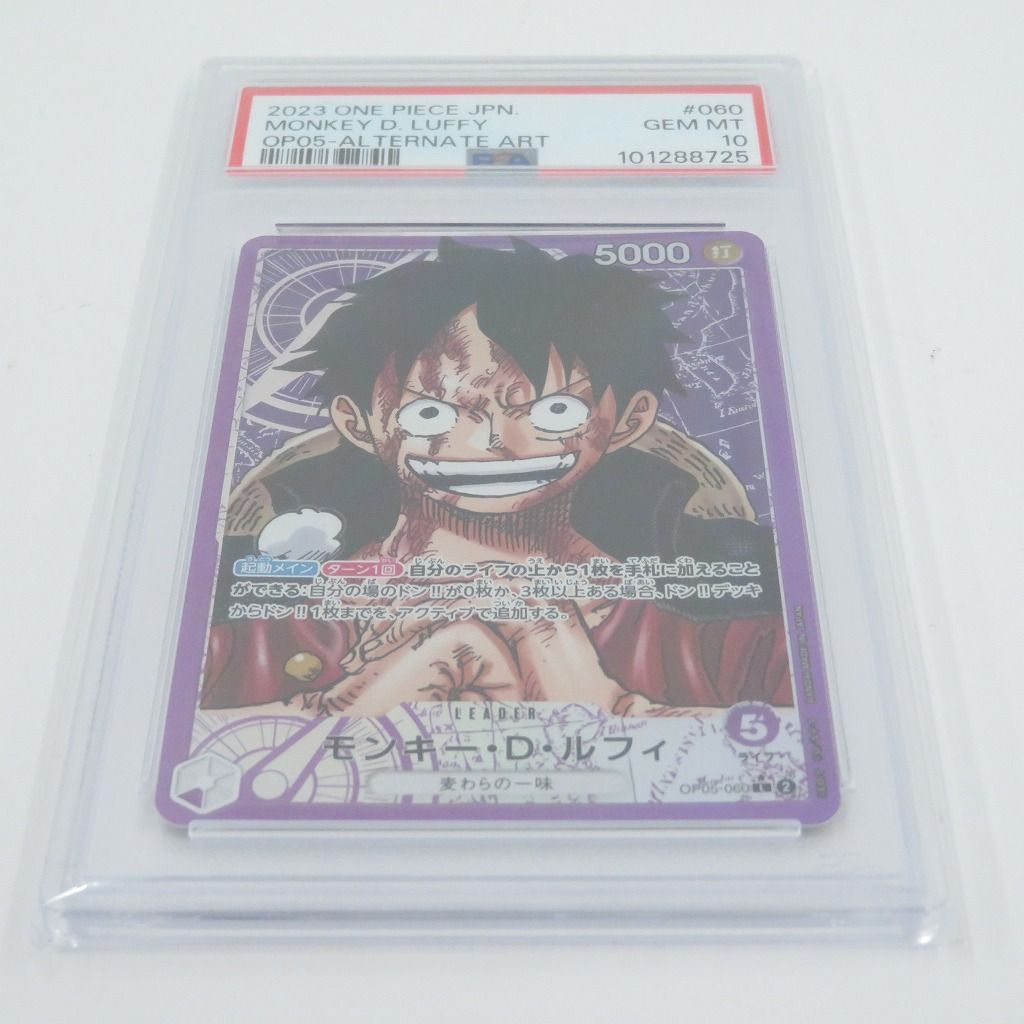 2023 ONE PIECE JPN. #060
MONKEY D. LUFFY GEM MT
OP05-ALTERNATE ART 10
PSA 101288725
5000 打
起動メイン ターン1回 自分のライフの上から1枚を手札に加えること
ができる:自分の場のドン!!が0枚か、3枚以上ある場合、ドン!!デッキ
からドン!!1枚までを、アクティブで追加する。
LEADER
5
モンキー・D・ルフィ
ライフ
麦わらの一味
OP05-060 L 2